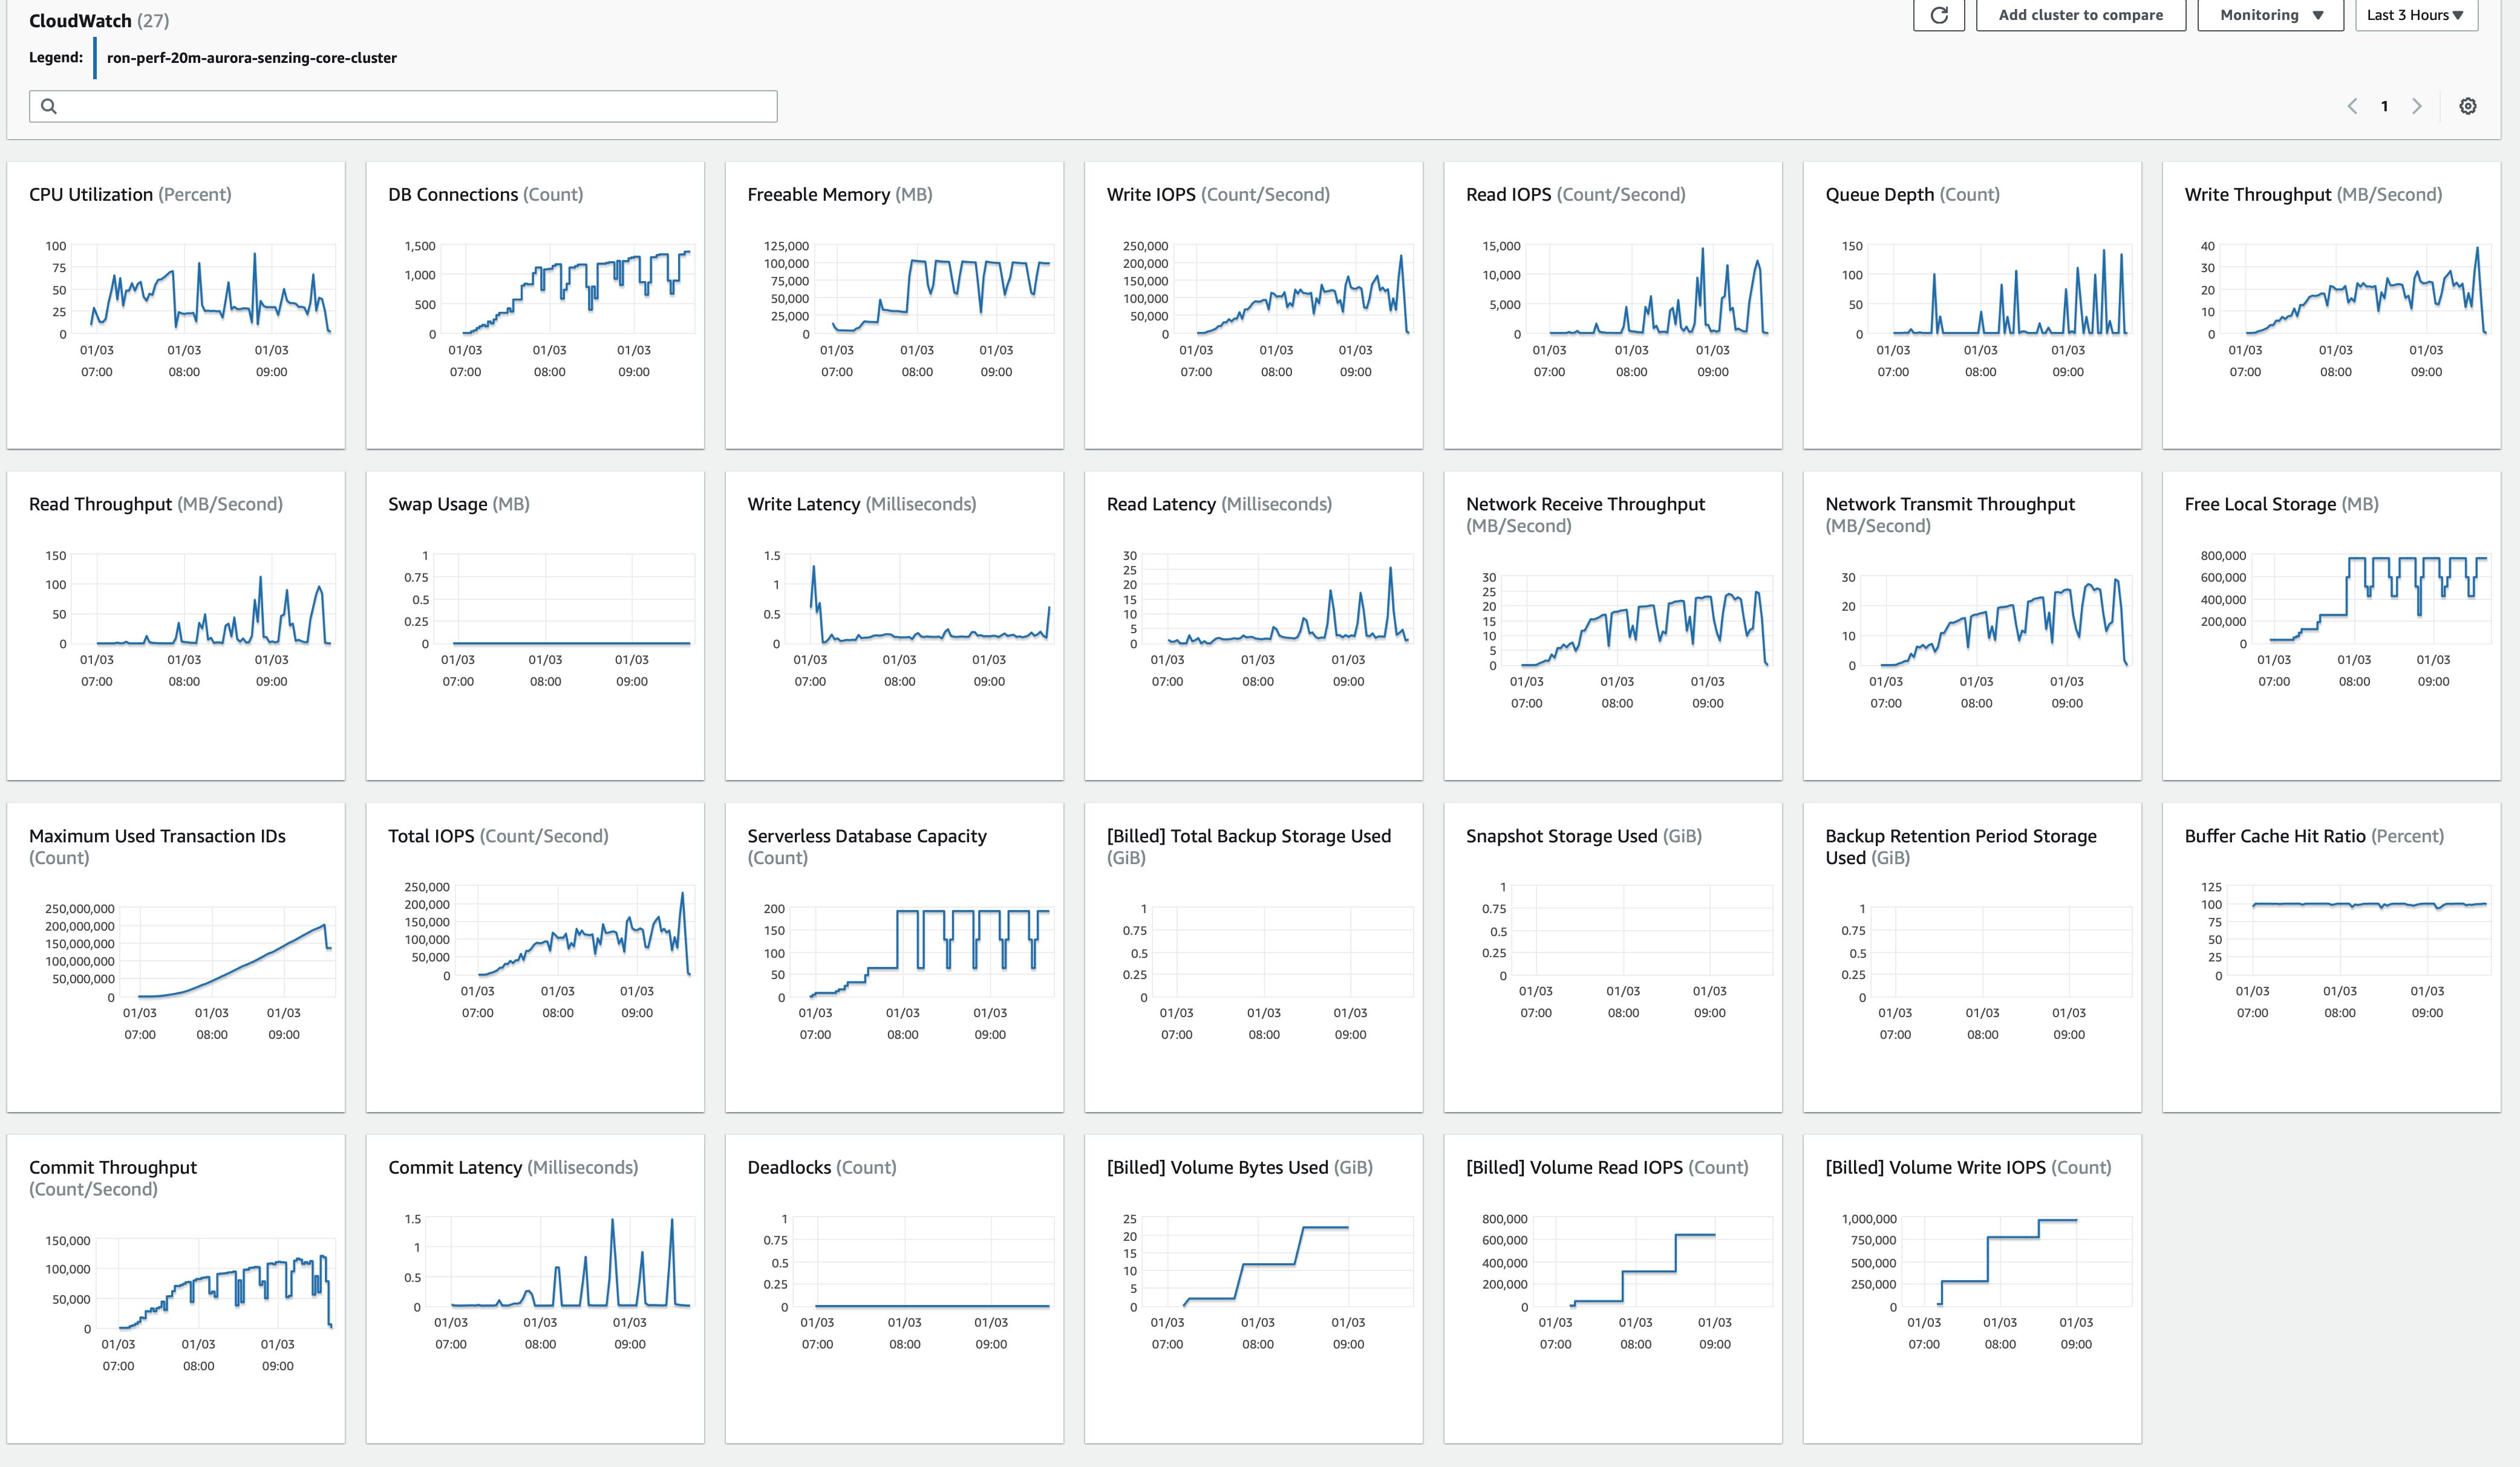 CloudWatch (27)
Add cluster to compare
Monitoring
Last 3 Hours
Legend:
ron-perf-20m-aurora-senzing-core-cluster
1
CPU Utilization (Percent)
100
75
50
25
0
01/03 01/03 01/03
07:00 08:00 09:00
DB Connections (Count)
1,500
1,000
500
0
01/03 01/03 01/03
07:00 08:00 09:00
Freeable Memory (MB)
125,000
100,000
75,000
50,000
25,000
0
01/03 01/03 01/03
07:00 08:00 09:00
Write IOPS (Count/Second)
250,000
200,000
150,000
100,000
50,000
0
01/03 01/03 01/03
07:00 08:00 09:00
Read IOPS (Count/Second)
15,000
10,000
5,000
0
01/03 01/03 01/03
07:00 08:00 09:00
Queue Depth (Count)
150
100
50
0
01/03 01/03 01/03
07:00 08:00 09:00
Write Throughput (MB/Second)
40
30
20
10
0
01/03 01/03 01/03
07:00 08:00 09:00
Read Throughput (MB/Second)
150
100
50
0
01/03 01/03 01/03
07:00 08:00 09:00
Swap Usage (MB)
1
0.75
0.5
0.25
0
01/03 01/03 01/03
07:00 08:00 09:00
Write Latency (Milliseconds)
1.5
1
0.5
0
01/03 01/03 01/03
07:00 08:00 09:00
Read Latency (Milliseconds)
30
25
20
15
10
5
0
01/03 01/03 01/03
07:00 08:00 09:00
Network Receive Throughput
(MB/Second)
30
25
20
15
10
5
0
01/03 01/03 01/03
07:00 08:00 09:00
Network Transmit Throughput
(MB/Second)
30
20
10
0
01/03 01/03 01/03
07:00 08:00 09:00
Free Local Storage (MB)
800,000
600,000
400,000
200,000
0
01/03 01/03 01/03
07:00 08:00 09:00
Maximum Used Transaction IDs
(Count)
250,000,000
200,000,000
150,000,000
100,000,000
50,000,000
0
01/03 01/03 01/03
07:00 08:00 09:00
Total IOPS (Count/Second)
250,000
200,000
150,000
100,000
50,000
0
01/03 01/03 01/03
07:00 08:00 09:00
Serverless Database Capacity
(Count)
200
150
100
50
0
01/03 01/03 01/03
07:00 08:00 09:00
[Billed] Total Backup Storage Used
(GiB)
1
0.75
0.5
0.25
0
01/03 01/03 01/03
07:00 08:00 09:00
Snapshot Storage Used (GiB)
1
0.75
0.5
0.25
0
01/03 01/03 01/03
07:00 08:00 09:00
Backup Retention Period Storage
Used (GiB)
1
0.75
0.5
0.25
0
01/03 01/03 01/03
07:00 08:00 09:00
Buffer Cache Hit Ratio (Percent)
125
100
75
50
25
0
01/03 01/03 01/03
07:00 08:00 09:00
Commit Throughput
(Count/Second)
150,000
100,000
50,000
0
01/03 01/03 01/03
07:00 08:00 09:00
Commit Latency (Milliseconds)
1.5
1
0.5
0
01/03 01/03 01/03
07:00 08:00 09:00
Deadlocks (Count)
1
0.75
0.5
0.25
0
01/03 01/03 01/03
07:00 08:00 09:00
[Billed] Volume Bytes Used (GiB)
25
20
15
10
5
0
01/03 01/03 01/03
07:00 08:00 09:00
[Billed] Volume Read IOPS (Count)
800,000
600,000
400,000
200,000
0
01/03 01/03 01/03
07:00 08:00 09:00
[Billed] Volume Write IOPS (Count)
1,000,000
750,000
500,000
250,000
0
01/03 01/03 01/03
07:00 08:00 09:00